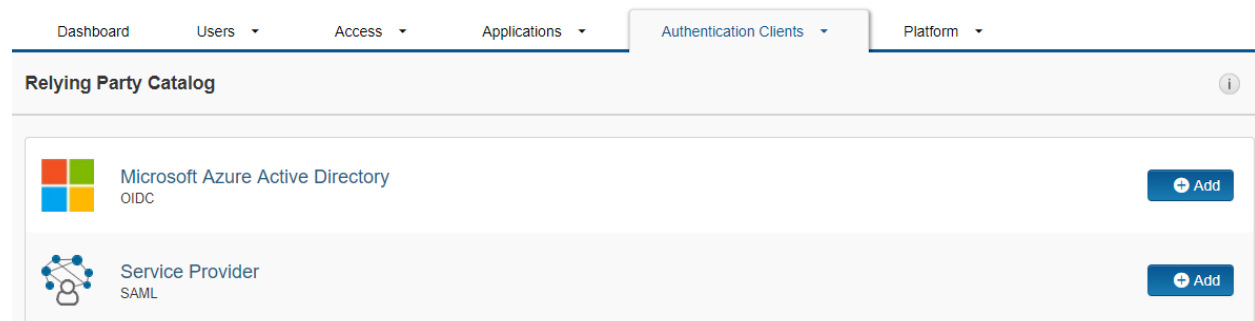 Dashboard Users Access Applications Authentication Clients Platform
Relying Party Catalog
i
Microsoft Azure Active Directory
OIDC
Add
Service Provider
SAML
Add